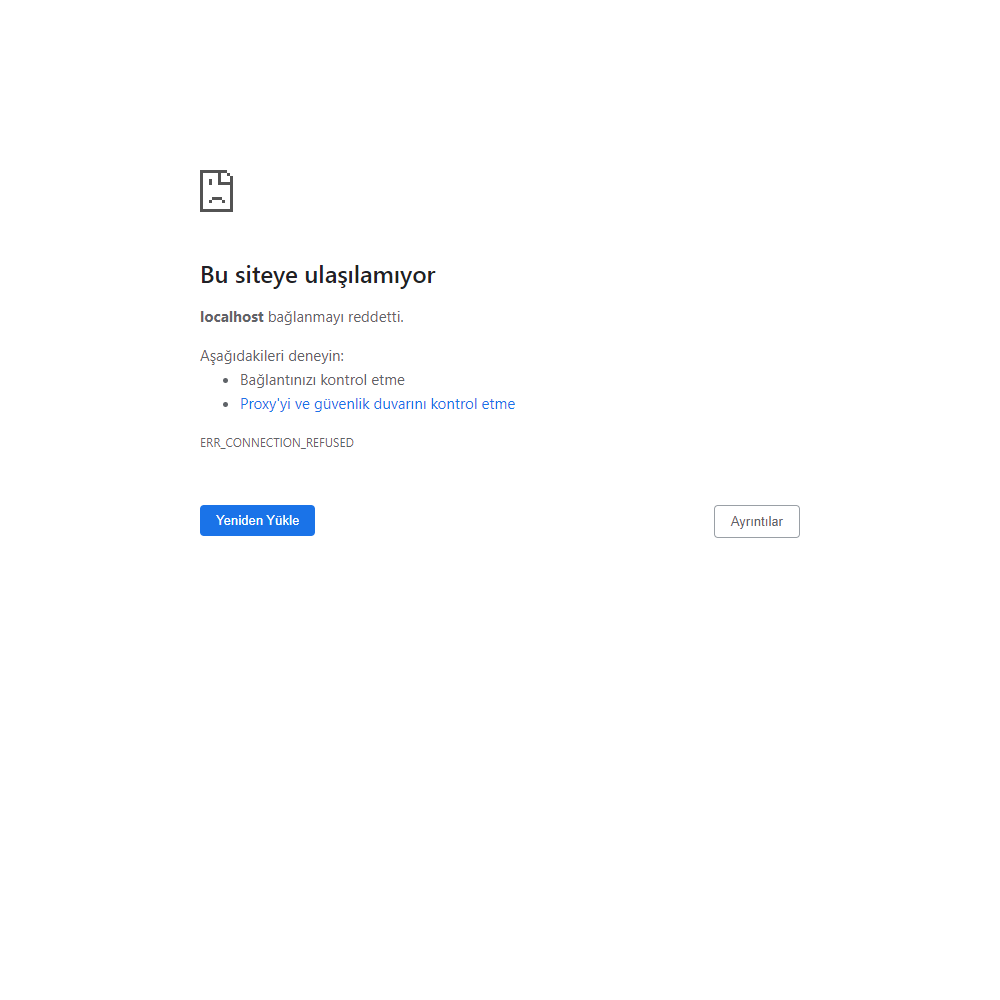 Bu siteye ulaşılamıyor
localhost bağlanmayı reddetti.
Aşağıdakileri deneyin:
Bağlantınızı kontrol etme
Proxy'yi ve güvenlik duvarını kontrol etme
ERR_CONNECTION_REFUSED
Yeniden Yükle
Ayrıntılar